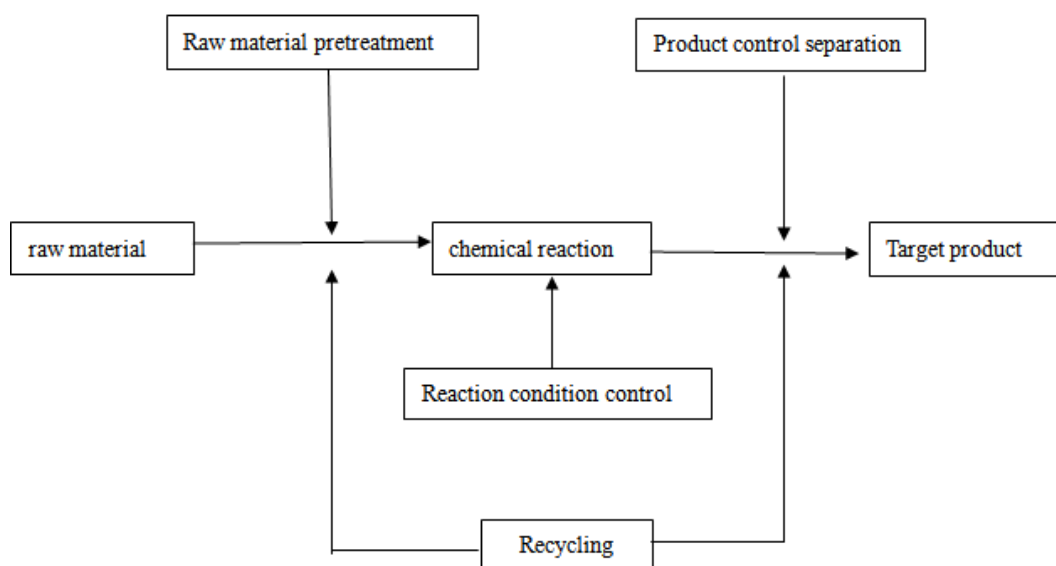 Raw material pretreatment
Product control separation
raw material
chemical reaction
Target product
Reaction condition control
Recycling